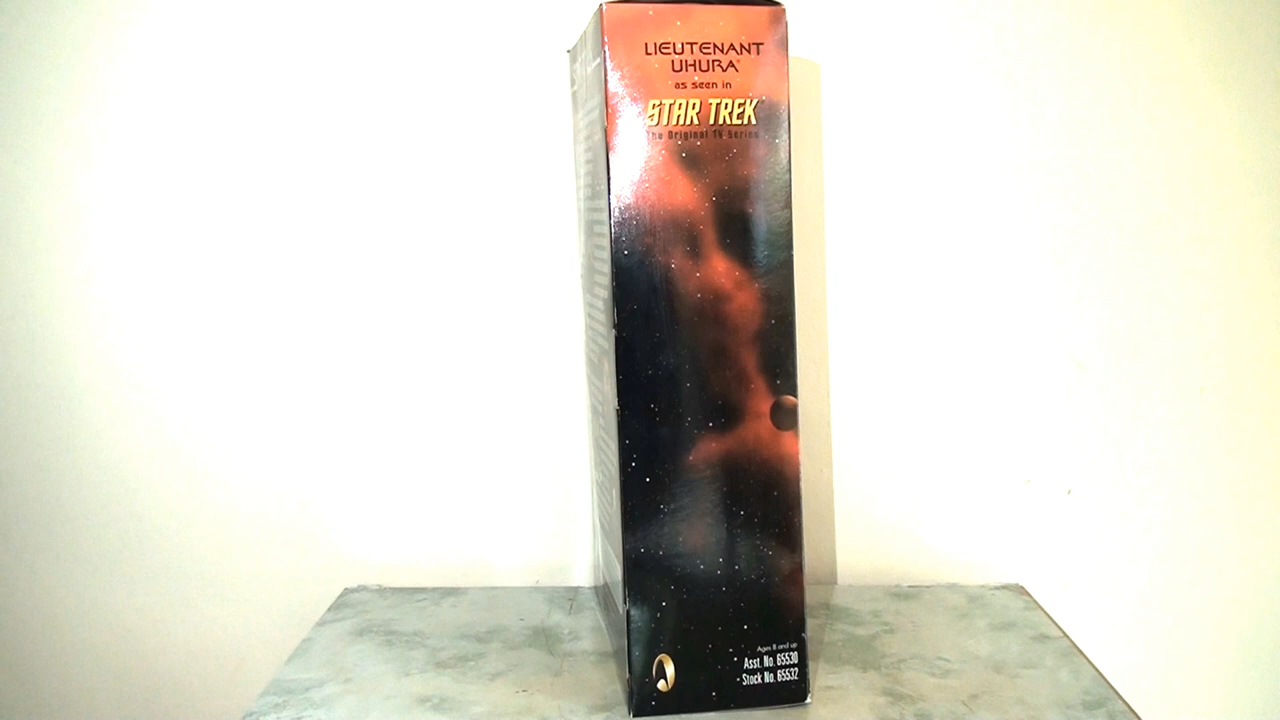 LIEUTENANT
UHURA
as seen in
STAR TREK
The Original TV Series
Ages 8 and up
Asst. No. 65530
Stock No. 65532